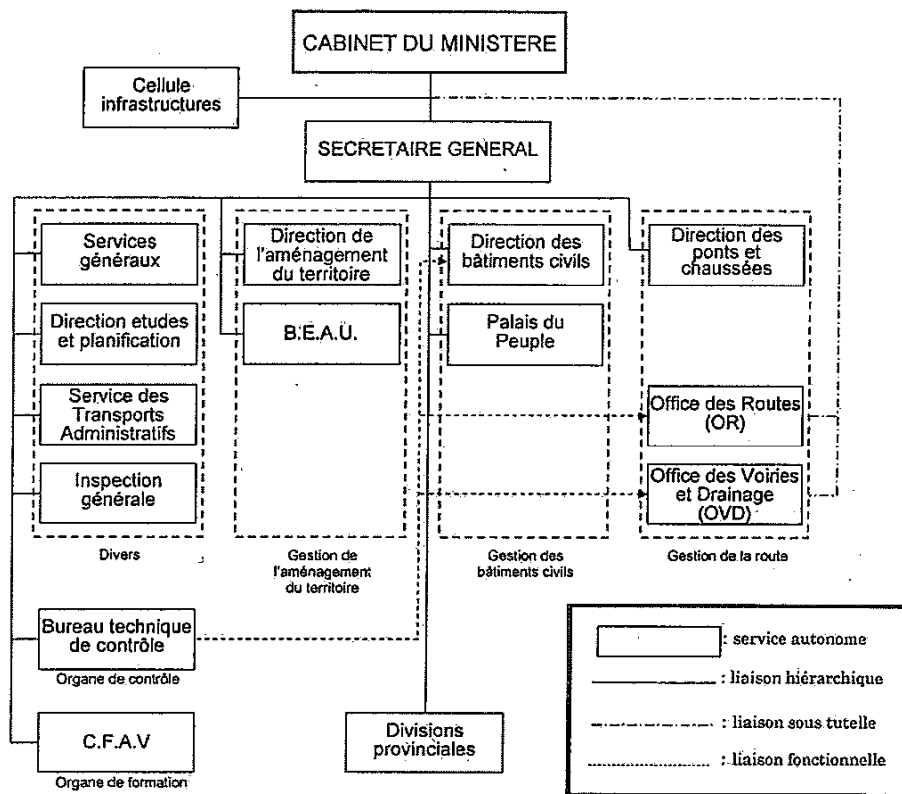 CABINET DU MINISTERE
Cellule
infrastructures
SECRETAIRE GENERAL
Services
généraux
Direction etudes
et planification
Service des
Transports
Administratifs
Inspection
générale
Divers
Direction de
l'aménagement
du territoire
B.E.A.U.
Gestion de
l'aménagement
du territoire
Direction des
bâtiments civils
Palais du
Peuple
Gestion des
bâtiments civils
Direction des
ponts et
chaussées
Office des Routes
(OR)
Office des Voiries
et Drainage
(OVD)
Gestion de la route
Bureau technique
de contrôle
Organe de contrôle
C.F.A.V
Organe de formation
Divisions
provinciales
: service autonome
: liaison hiérarchique
: liaison sous tutelle
: liaison fonctionnelle